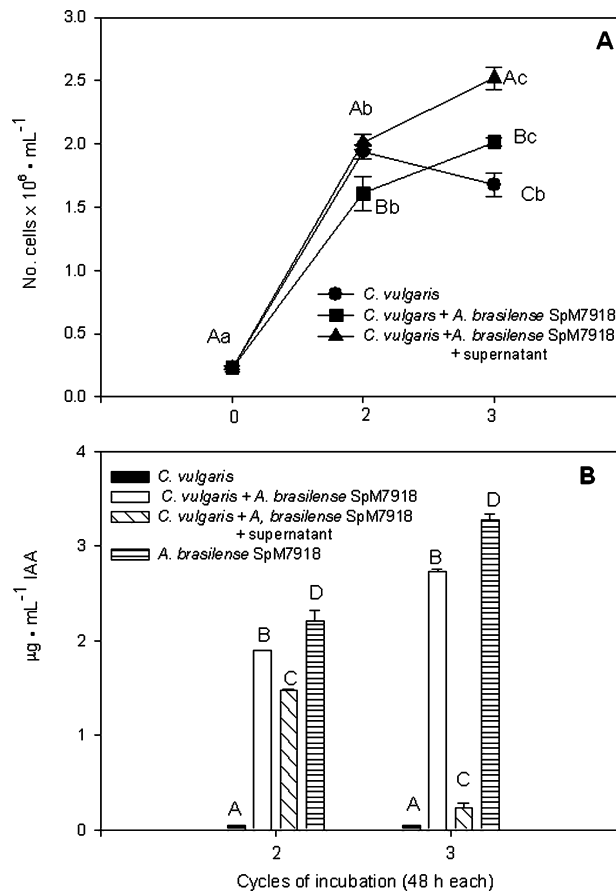 A
3.0
2.5
2.0
1.5
1.0
0.5
0.0
No. cells x 10⁶ • mL⁻¹
Aa
Ab
Bb
Ac
Bc
Cb
C. vulgaris
C. vulgars + A. brasilense SpM7918
C. vulgaris +A. brasilense SpM7918
+ supernatant
0 2 3
B
4
3
2
1
0
µg • mL⁻¹ IAA
C. vulgaris
C. vulgaris + A. brasilense SpM7918
C. vulgaris + A, brasilense SpM7918
+ supernatant
A. brasilense SpM7918
A B C D
A B C D
2 3
Cycles of incubation (48 h each)